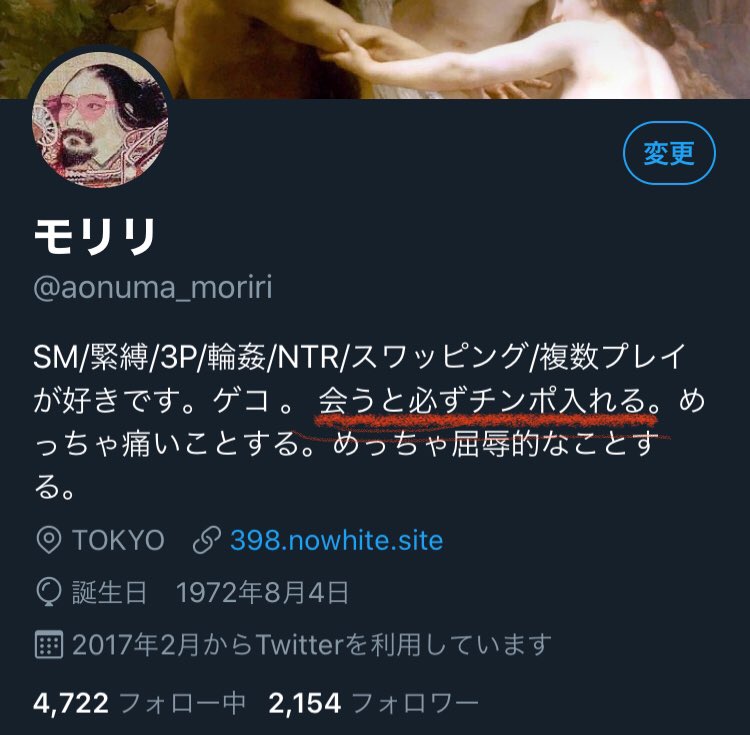 変更
モリリ
@aonuma_moriri
SM/緊縛/3P/輪姦/NTR/スワッピング/複数プレイ
が好きです。ゲコ 。 会うと必ずチンポ入れる。め
っちゃ痛いことする。めっちゃ屈辱的なことす
る。
TOKYO 398.nowhite.site
誕生日 1972年8月4日
2017年2月からTwitterを利用しています
4,722 フォロー中 2,154 フォロワー